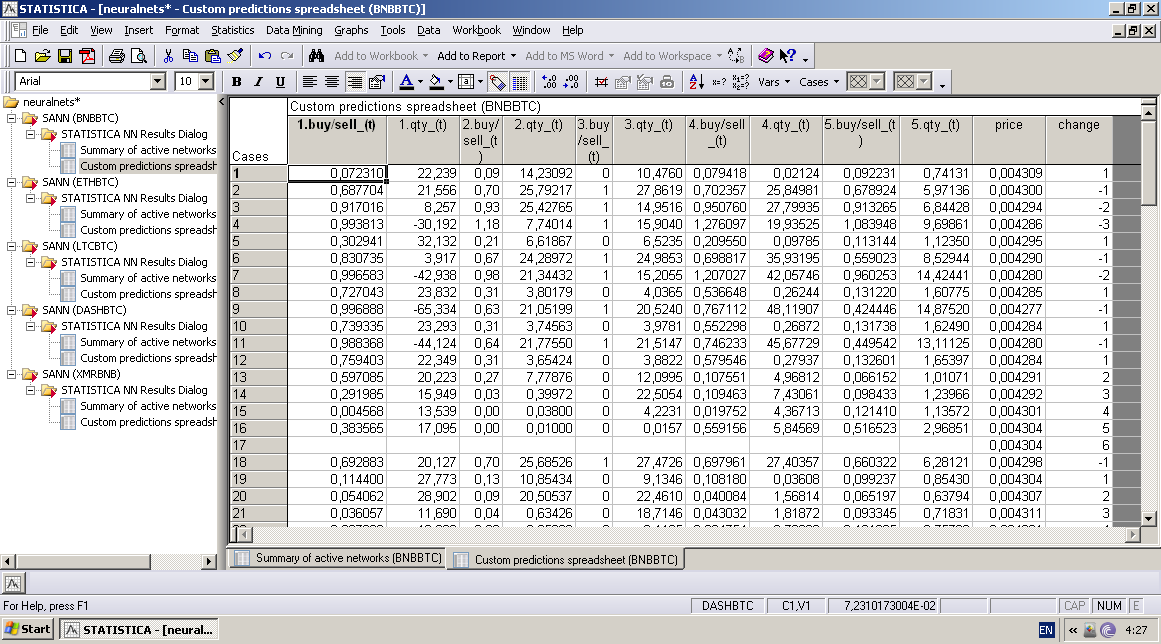 STATISTICA - [neuralnets* - Custom predictions spreadsheet (BNBBTC)]
File Edit View Insert Format Statistics Data Mining Graphs Tools Data Workbook Window Help
Add to Workbook Add to Report Add to MS Word Add to Workspace
Arial 10 B I U Vars Cases
neuralnets*
SANN (BNBBTC)
STATISTICA NN Results Dialog
Summary of active networks
Custom predictions spreadsh
SANN (ETHBTC)
STATISTICA NN Results Dialog
Summary of active networks
Custom predictions spreadsh
SANN (LTCBTC)
STATISTICA NN Results Dialog
Summary of active networks
Custom predictions spreadsh
SANN (DASHBTC)
STATISTICA NN Results Dialog
Summary of active networks
Custom predictions spreadsh
SANN (XMRBNB)
STATISTICA NN Results Dialog
Summary of active networks
Custom predictions spreadsh
Custom predictions spreadsheet (BNBBTC)
Cases 1.buy/sell_(t) 1.qty_(t) 2.buy/sell_(t) 2.qty_(t) 3.buy/sell_(t) 3.qty_(t) 4.buy/sell_(t) 4.qty_(t) 5.buy/sell_(t) 5.qty_(t) price change
1 0,072310 22,239 0,09 14,23092 0 10,4760 0,079418 0,02124 0,092231 0,74131 0,004309 1
2 0,687704 21,556 0,70 25,79217 1 27,8619 0,702357 25,84981 0,678924 5,97136 0,004300 -1
3 0,917016 8,257 0,93 25,42765 1 14,9516 0,950760 27,79935 0,913265 6,84428 0,004294 -2
4 0,993813 -30,192 1,18 7,74014 1 15,9040 1,276097 19,93525 1,083948 9,69861 0,004286 -3
5 0,302941 32,132 0,21 6,61867 0 6,5235 0,209550 0,09785 0,113144 1,12350 0,004295 1
6 0,830735 3,917 0,67 24,28972 1 24,9853 0,698817 35,93195 0,559023 8,52944 0,004290 -1
7 0,996583 -42,938 0,98 21,34432 1 15,2055 1,207027 42,05746 0,960253 14,42441 0,004280 -2
8 0,727043 23,832 0,31 3,80179 0 4,0365 0,536648 0,26244 0,131220 1,60775 0,004285 1
9 0,996888 -65,334 0,63 21,05199 1 20,5240 0,767112 48,11907 0,424446 14,87520 0,004277 -1
10 0,739335 23,293 0,31 3,74563 0 3,9781 0,552298 0,26872 0,131738 1,62490 0,004284 1
11 0,988368 -44,124 0,64 21,77550 1 21,5147 0,746233 45,67729 0,449542 13,11125 0,004280 -1
12 0,759403 22,349 0,31 3,65424 0 3,8822 0,579546 0,27937 0,132601 1,65397 0,004284 1
13 0,597085 20,223 0,27 7,77876 0 12,0995 0,107551 4,96812 0,066152 1,01071 0,004291 2
14 0,291985 15,949 0,03 0,39972 0 22,5054 0,109463 7,43061 0,098433 1,23966 0,004292 3
15 0,004568 13,539 0,00 0,03800 0 4,2231 0,019752 4,36713 0,121410 1,13572 0,004301 4
16 0,383565 17,095 0,00 0,01000 0 0,0157 0,559156 5,84569 0,516523 2,96851 0,004304 5
17 0,004304 6
18 0,692883 20,127 0,70 25,68526 1 27,4726 0,697961 27,40357 0,660322 6,28121 0,004298 -1
19 0,114400 27,773 0,13 10,85434 0 9,1346 0,108180 0,03608 0,099237 0,85430 0,004304 1
20 0,054062 28,902 0,09 20,50537 0 22,4610 0,040084 1,56814 0,065197 0,63794 0,004307 2
21 0,036057 11,690 0,04 0,63426 0 18,7146 0,043032 1,81872 0,093345 0,71831 0,004311 3
Summary of active networks (BNBBTC) Custom predictions spreadsheet (BNBBTC)
For Help, press F1 DASHBTC C1,V1 7,2310173004E-02 CAP NUM E
Start STATISTICA - [neural... EN « 4:27